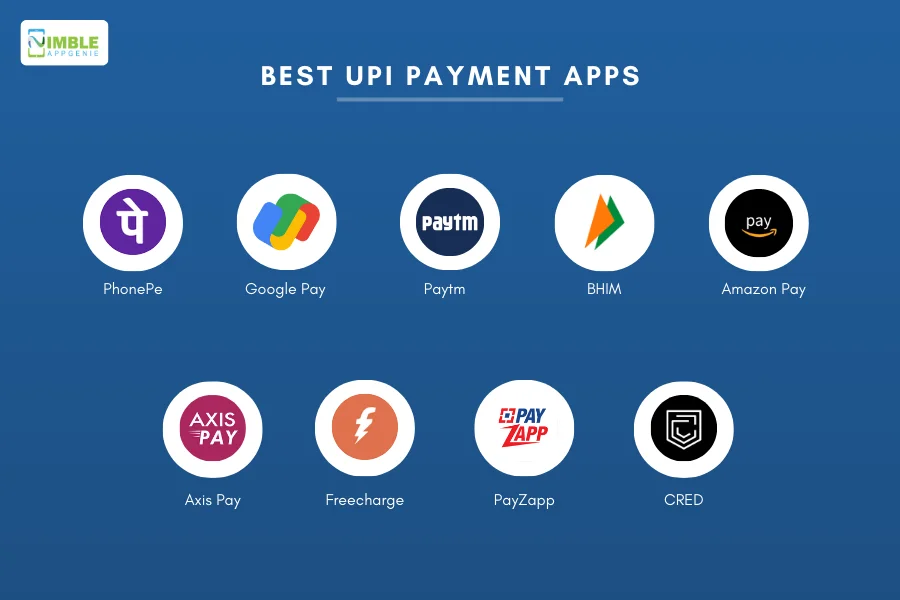 NIMBLE
APPGENIE
BEST UPI PAYMENT APPS
पे
paytm
pay
PhonePe
Google Pay
Paytm
BHIM
Amazon Pay
AXIS
PAY
PAY
ZAPP
Axis Pay
Freecharge
PayZapp
CRED